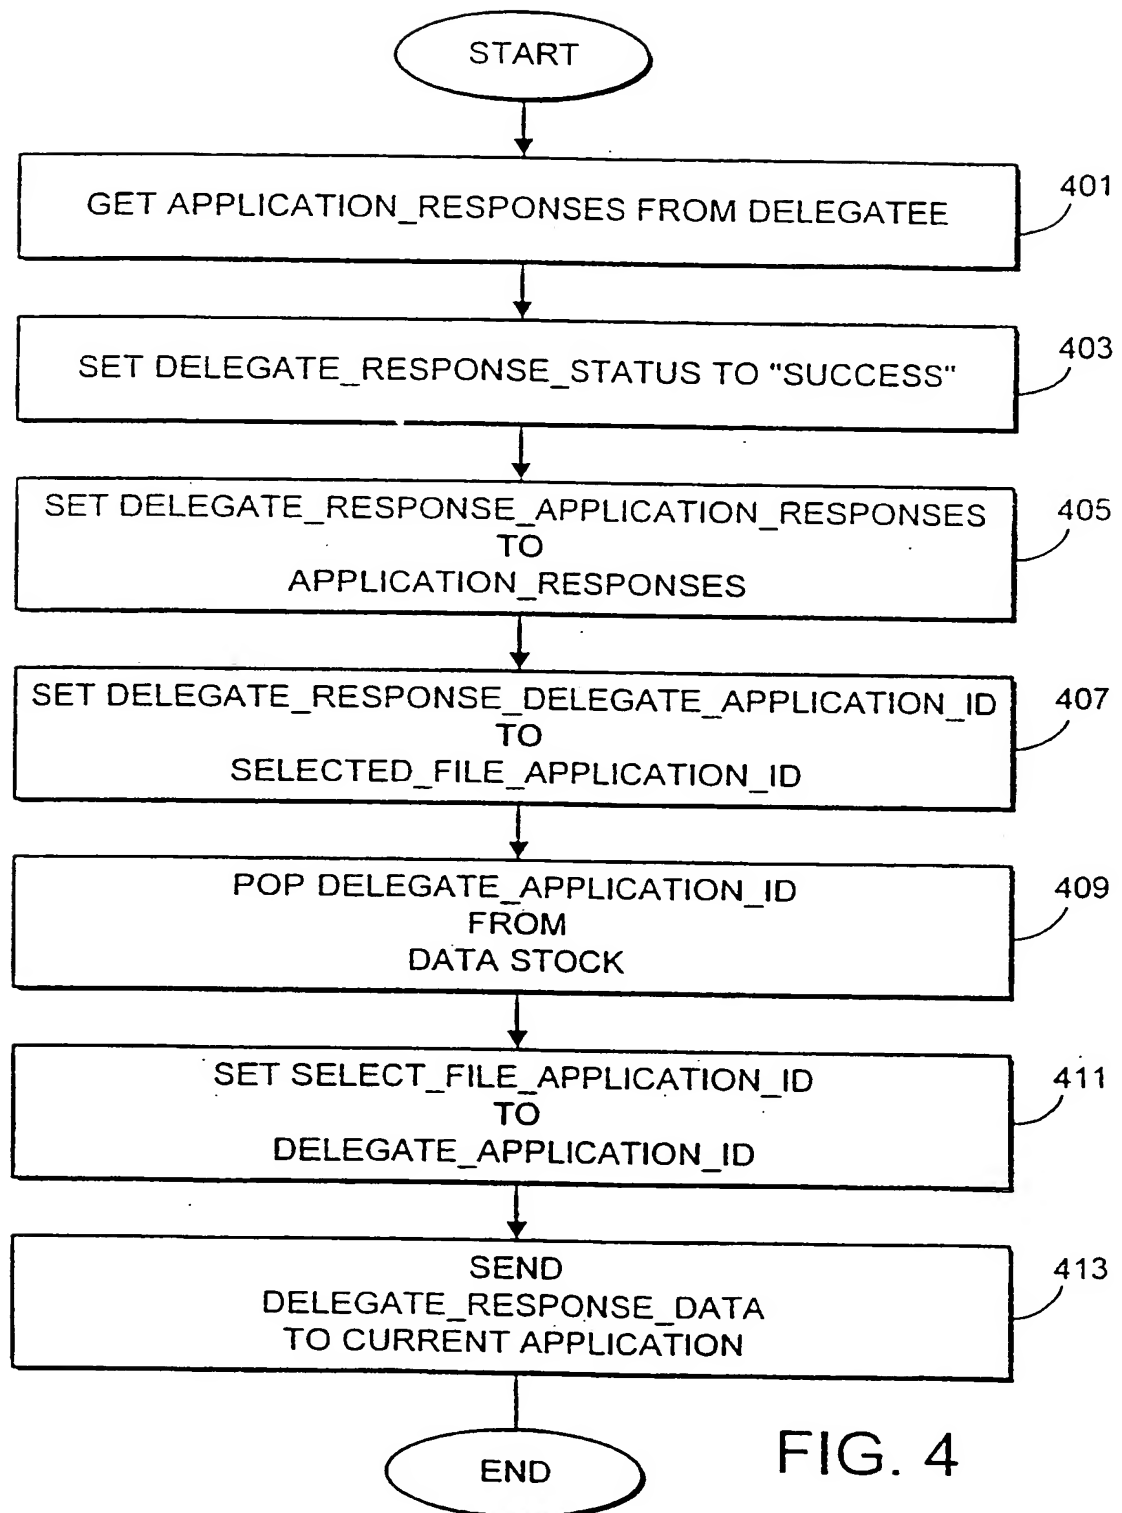 START
GET APPLICATION_RESPONSES FROM DELEGATEE
401
SET DELEGATE_RESPONSE_STATUS TO "SUCCESS"
403
SET DELEGATE_RESPONSE_APPLICATION_RESPONSES
TO
APPLICATION_RESPONSES
405
SET DELEGATE_RESPONSE_DELEGATE_APPLICATION_ID
TO
SELECTED_FILE_APPLICATION_ID
407
POP DELEGATE_APPLICATION_ID
FROM
DATA STOCK
409
SET SELECT_FILE_APPLICATION_ID
TO
DELEGATE_APPLICATION_ID
411
SEND
DELEGATE_RESPONSE_DATA
TO CURRENT APPLICATION
413
END
FIG. 4